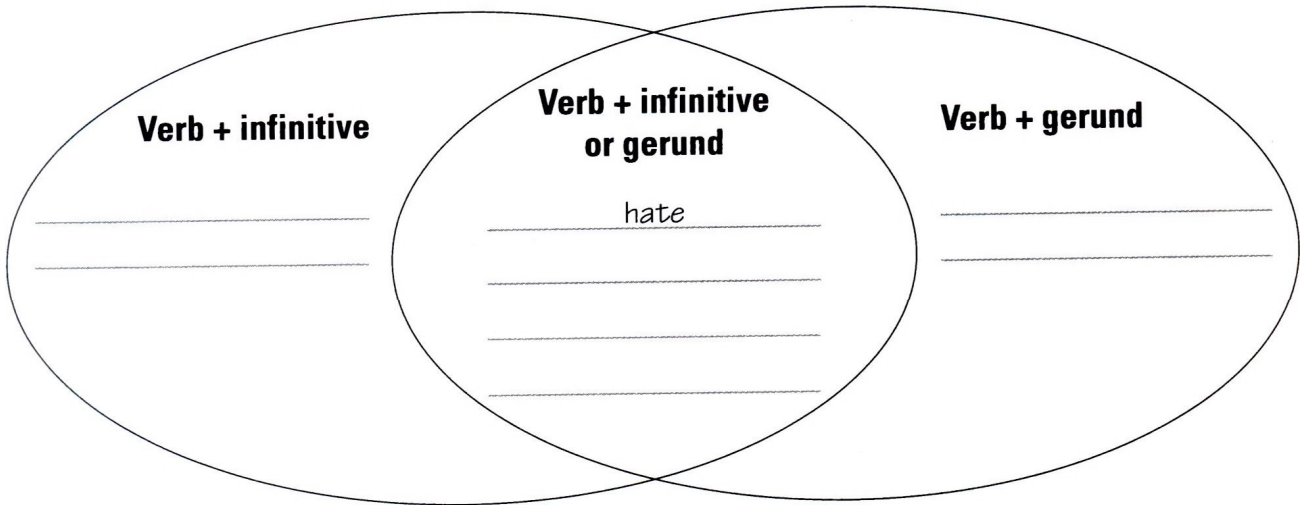 Verb + infinitive
Verb + infinitive
or gerund
hate
Verb + gerund